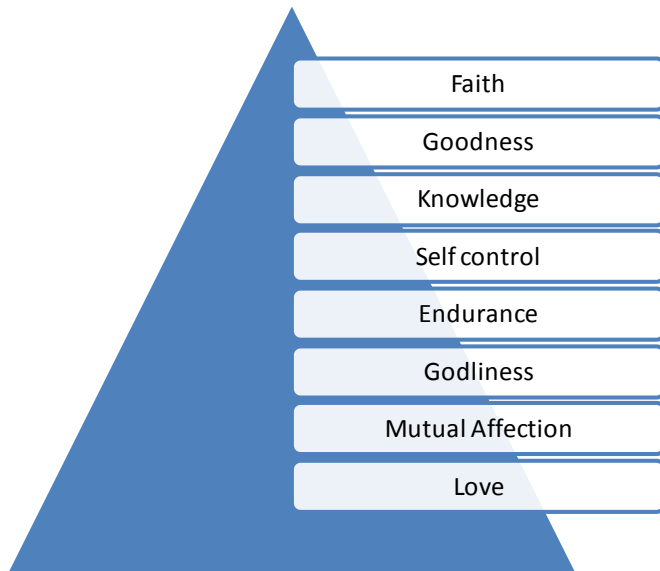 Faith
Goodness
Knowledge
Self control
Endurance
Godliness
Mutual Affection
Love